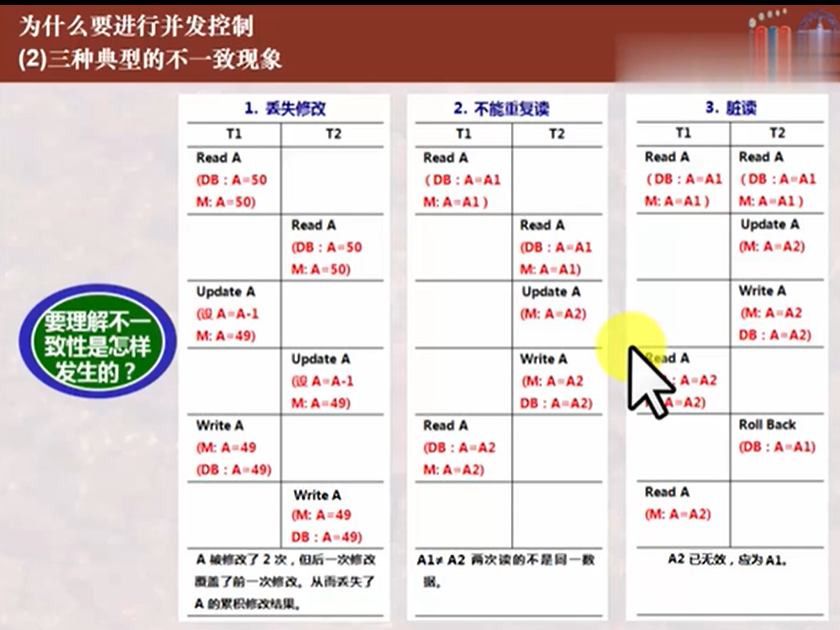 为什么要进行并发控制
(2)三种典型的不一致现象
要理解不一
致性是怎样
发生的？
1. 丢失修改
T1 T2
Read A
(DB：A=50
M: A=50)
Read A
(DB：A=50
M: A=50)
Update A
(设 A=A-1
M: A=49)
Update A
(设 A=A-1
M: A=49)
Write A
(M: A=49
(DB：A=49)
Write A
(M: A=49
DB：A=49)
A 被修改了 2 次，但后一次修改
覆盖了前一次修改。从而丢失了
A 的累积修改结果。
2. 不能重复读
T1 T2
Read A
(DB：A=A1
M: A=A1)
Read A
(DB：A=A1
M: A=A1)
Update A
(M: A=A2)
Write A
(M: A=A2
DB：A=A2)
Read A
(DB：A=A2
M: A=A2)
A1≠A2 两次读的不是同一数
据。
3. 脏读
T1 T2
Read A Read A
(DB：A=A1 (DB：A=A1
M: A=A1) M: A=A1)
Update A
(M: A=A2)
Write A
(M: A=A2
DB：A=A2)
Read A
A=A2
A=A2)
Roll Back
(DB：A=A1)
Read A
(M: A=A2)
A2 已无效，应为 A1。